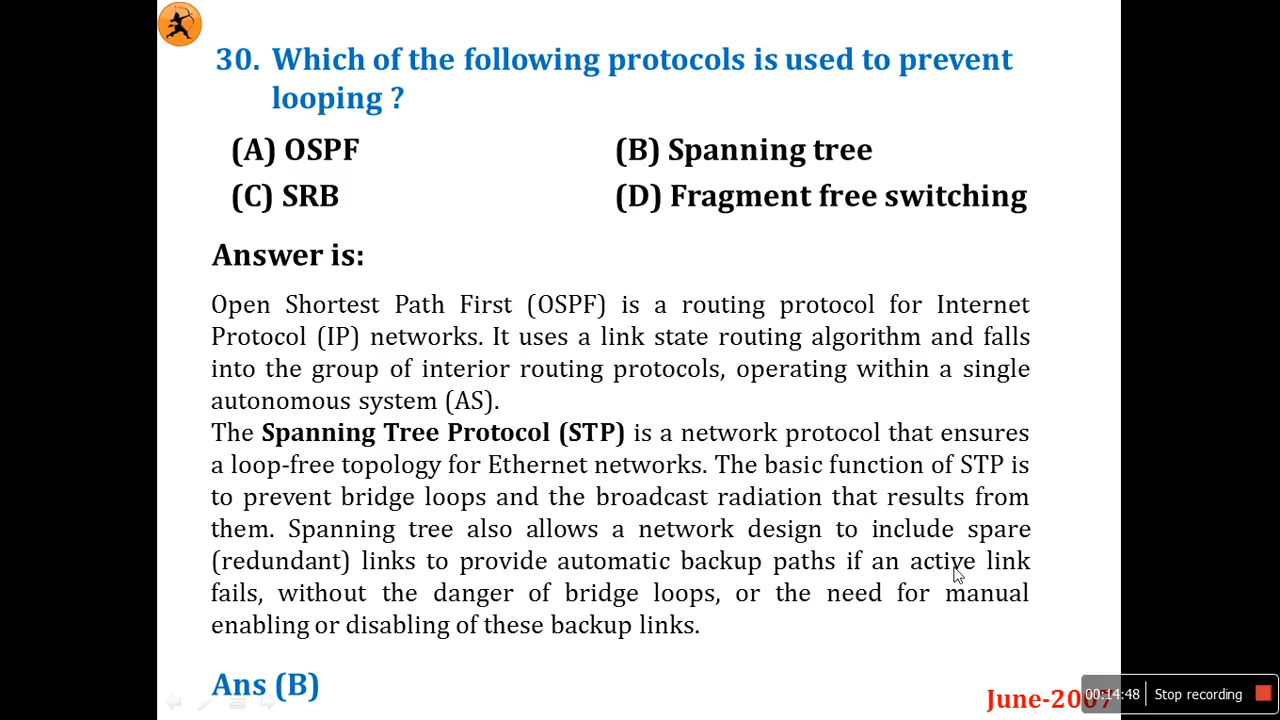 30. Which of the following protocols is used to prevent
looping ?
(A) OSPF (B) Spanning tree
(C) SRB (D) Fragment free switching
Answer is:
Open Shortest Path First (OSPF) is a routing protocol for Internet
Protocol (IP) networks. It uses a link state routing algorithm and falls
into the group of interior routing protocols, operating within a single
autonomous system (AS).
The Spanning Tree Protocol (STP) is a network protocol that ensures
a loop-free topology for Ethernet networks. The basic function of STP is
to prevent bridge loops and the broadcast radiation that results from
them. Spanning tree also allows a network design to include spare
(redundant) links to provide automatic backup paths if an active link
fails, without the danger of bridge loops, or the need for manual
enabling or disabling of these backup links.
Ans (B)
June-2007
00:14:48 Stop recording